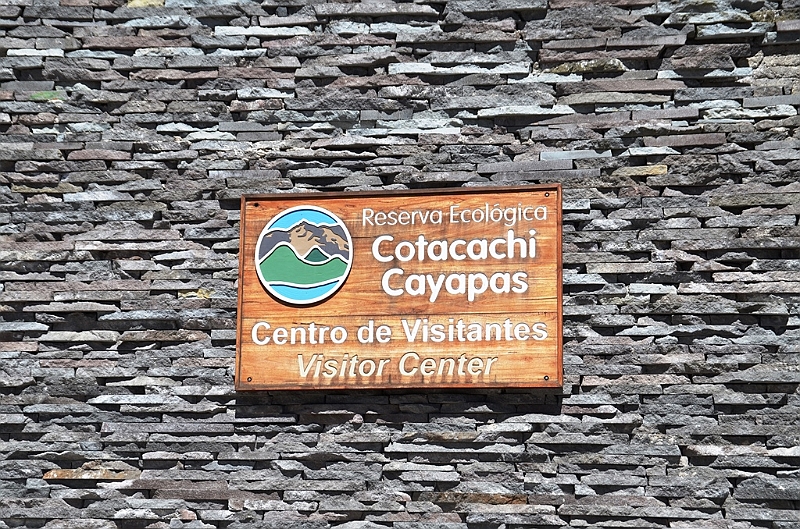 Reserva Ecológica
Cotacachi
Cayapas
Centro de Visitantes
Visitor Center